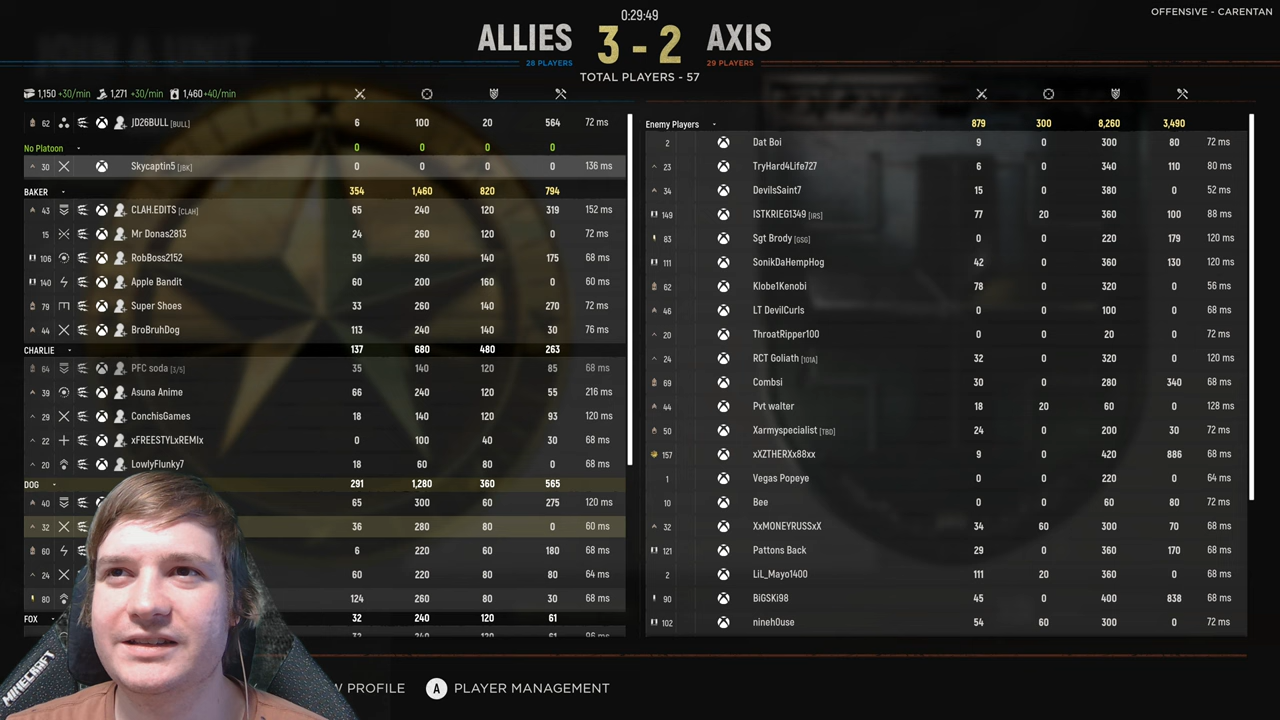 0:29:49
OFFENSIVE - CARENTAN
ALLIES 3 - 2 AXIS
28 PLAYERS 29 PLAYERS
TOTAL PLAYERS - 57
1,150 +30/min 1,271 +30/min 1,460 +40/min
62 JD26BULL [BULL] 6 100 20 564 72 ms
No Platoon 0 0 0 0
30 Skycaptin5 [JBK] 0 0 0 0 136 ms
BAKER 354 1,460 820 794
43 CLAH.EDITS [CLAH] 65 240 120 319 152 ms
15 Mr Donas2813 24 260 120 0 72 ms
106 RobBoss2152 59 260 140 175 68 ms
140 Apple Bandit 60 200 160 0 60 ms
79 Super Shoes 33 260 140 270 72 ms
44 BroBruhDog 113 240 140 30 76 ms
CHARLIE 137 680 480 263
64 PFC soda [3/5] 35 140 120 85 68 ms
39 Asuna Anime 66 240 120 55 216 ms
29 ConchisGames 18 140 120 93 120 ms
22 xFREESTYLxREMIx 0 100 40 30 68 ms
20 LowlyFlunky7 18 60 80 0 68 ms
DOG 291 1,280 360 565
40 65 300 60 275 120 ms
32 36 280 80 0 60 ms
60 6 220 60 180 68 ms
24 60 220 80 80 64 ms
80 124 260 80 30 68 ms
FOX 32 240 120 61
Enemy Players 879 300 8,260 3,490
2 Dat Boi 9 0 300 80 72 ms
23 TryHard4Life727 6 0 340 110 80 ms
34 DevilsSaint7 15 0 380 0 52 ms
149 ISTKRIEG1349 [IRS] 77 20 360 100 88 ms
83 Sgt Brody [GSG] 0 0 220 179 120 ms
111 SonikDaHempHog 42 0 360 130 120 ms
62 Klobe1Kenobi 78 0 320 0 56 ms
46 LT DevilCurls 0 0 100 0 68 ms
20 ThroatRipper100 0 0 20 0 72 ms
24 RCT Goliath [101A] 32 0 320 0 120 ms
69 Combsi 30 0 280 340 68 ms
44 Pvt walter 18 20 60 0 128 ms
50 Xarmyspecialist [TBD] 24 0 200 30 72 ms
157 xXZTHERXx88xx 9 0 420 886 68 ms
1 Vegas Popeye 0 0 220 0 64 ms
10 Bee 0 0 60 80 72 ms
32 XxMONEYRUSSxX 34 60 300 70 68 ms
121 Pattons Back 29 0 360 170 68 ms
2 LiL_Mayo1400 111 20 360 0 68 ms
90 BiGSKi98 45 0 400 838 68 ms
102 nineh0use 54 60 300 0 72 ms
MINECRAFT
PROFILE
A PLAYER MANAGEMENT